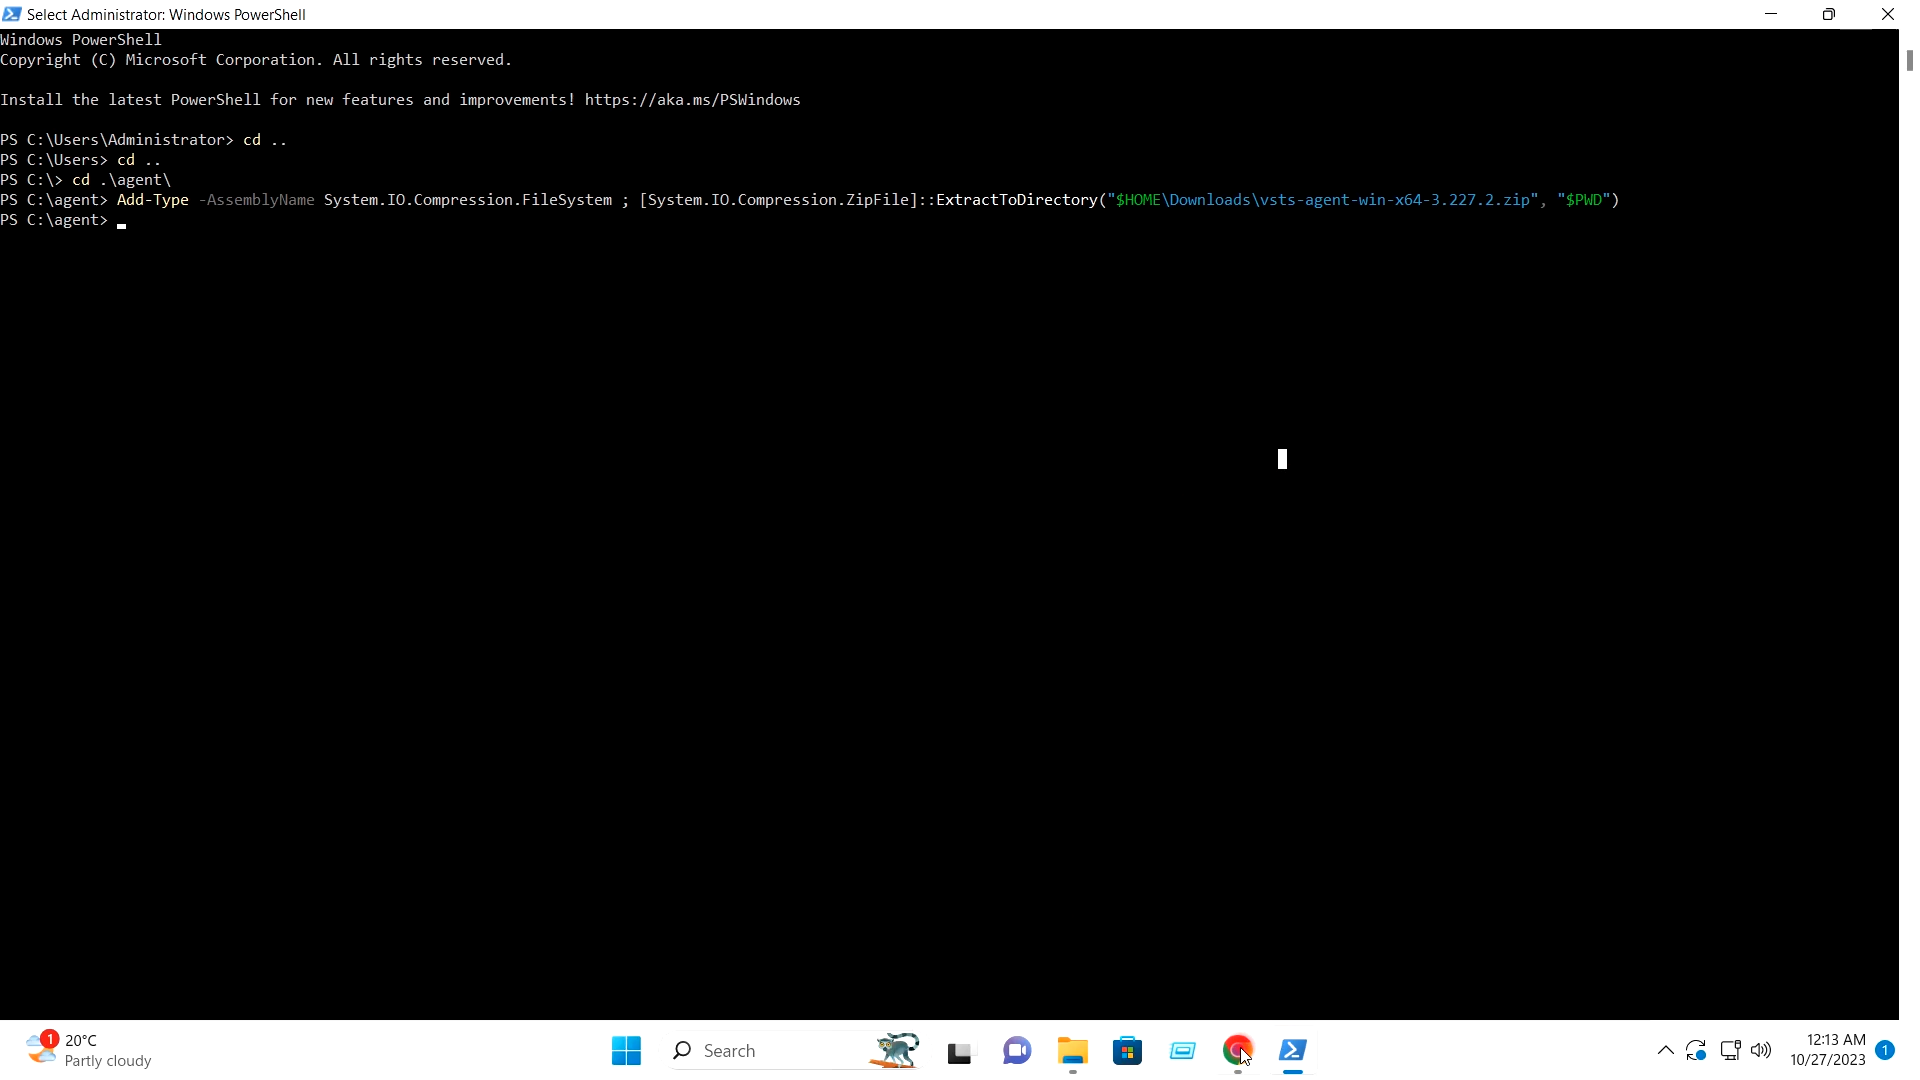 Select Administrator: Windows PowerShell
Windows PowerShell
Copyright (C) Microsoft Corporation. All rights reserved.
Install the latest PowerShell for new features and improvements! https://aka.ms/PSWindows
PS C:\Users\Administrator> cd ..
PS C:\Users> cd ..
PS C:\> cd .\agent\
PS C:\agent> Add-Type -AssemblyName System.IO.Compression.FileSystem ; [System.IO.Compression.ZipFile]::ExtractToDirectory("$HOME\Downloads\vsts-agent-win-x64-3.227.2.zip", "$PWD")
PS C:\agent>
1
20°C
Partly cloudy
Search
12:13 AM
10/27/2023
1